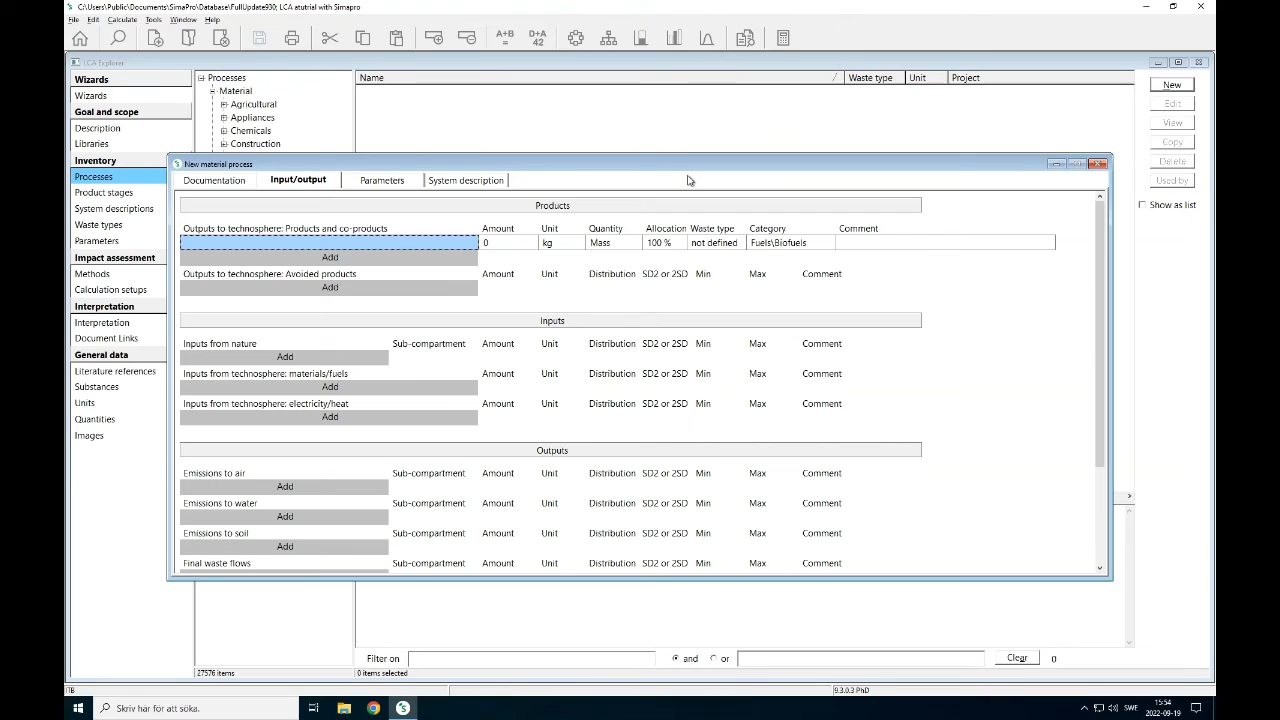 C:\Users\Public\Documents\SimaPro\Database\FullUpdate930; LCA atutrial with Simapro
File Edit Calculate Tools Window Help
A+B = D+A 42
LCA Explorer
Wizards
Wizards
Goal and scope
Description
Libraries
Inventory
Processes
Product stages
System descriptions
Waste types
Parameters
Impact assessment
Methods
Calculation setups
Interpretation
Interpretation
Document Links
General data
Literature references
Substances
Units
Quantities
Images
Processes
Material
Agricultural
Appliances
Chemicals
Construction
Name Waste type Unit Project
New
Edit
View
Copy
Delete
Used by
Show as list
New material process
Documentation Input/output Parameters System description
Products
Outputs to technosphere: Products and co-products Amount Unit Quantity Allocation Waste type Category Comment
0 kg Mass 100 % not defined Fuels\Biofuels
Add
Outputs to technosphere: Avoided products Amount Unit Distribution SD2 or 2SD Min Max Comment
Add
Inputs
Inputs from nature Sub-compartment Amount Unit Distribution SD2 or 2SD Min Max Comment
Add
Inputs from technosphere: materials/fuels Amount Unit Distribution SD2 or 2SD Min Max Comment
Add
Inputs from technosphere: electricity/heat Amount Unit Distribution SD2 or 2SD Min Max Comment
Add
Outputs
Emissions to air Sub-compartment Amount Unit Distribution SD2 or 2SD Min Max Comment
Add
Emissions to water Sub-compartment Amount Unit Distribution SD2 or 2SD Min Max Comment
Add
Emissions to soil Sub-compartment Amount Unit Distribution SD2 or 2SD Min Max Comment
Add
Final waste flows Sub-compartment Amount Unit Distribution SD2 or 2SD Min Max Comment
Filter on and or Clear 0
27576 items 0 items selected
ITB 9.3.0.3 PhD
Skriv här för att söka. SWE 15:54
2022-09-19